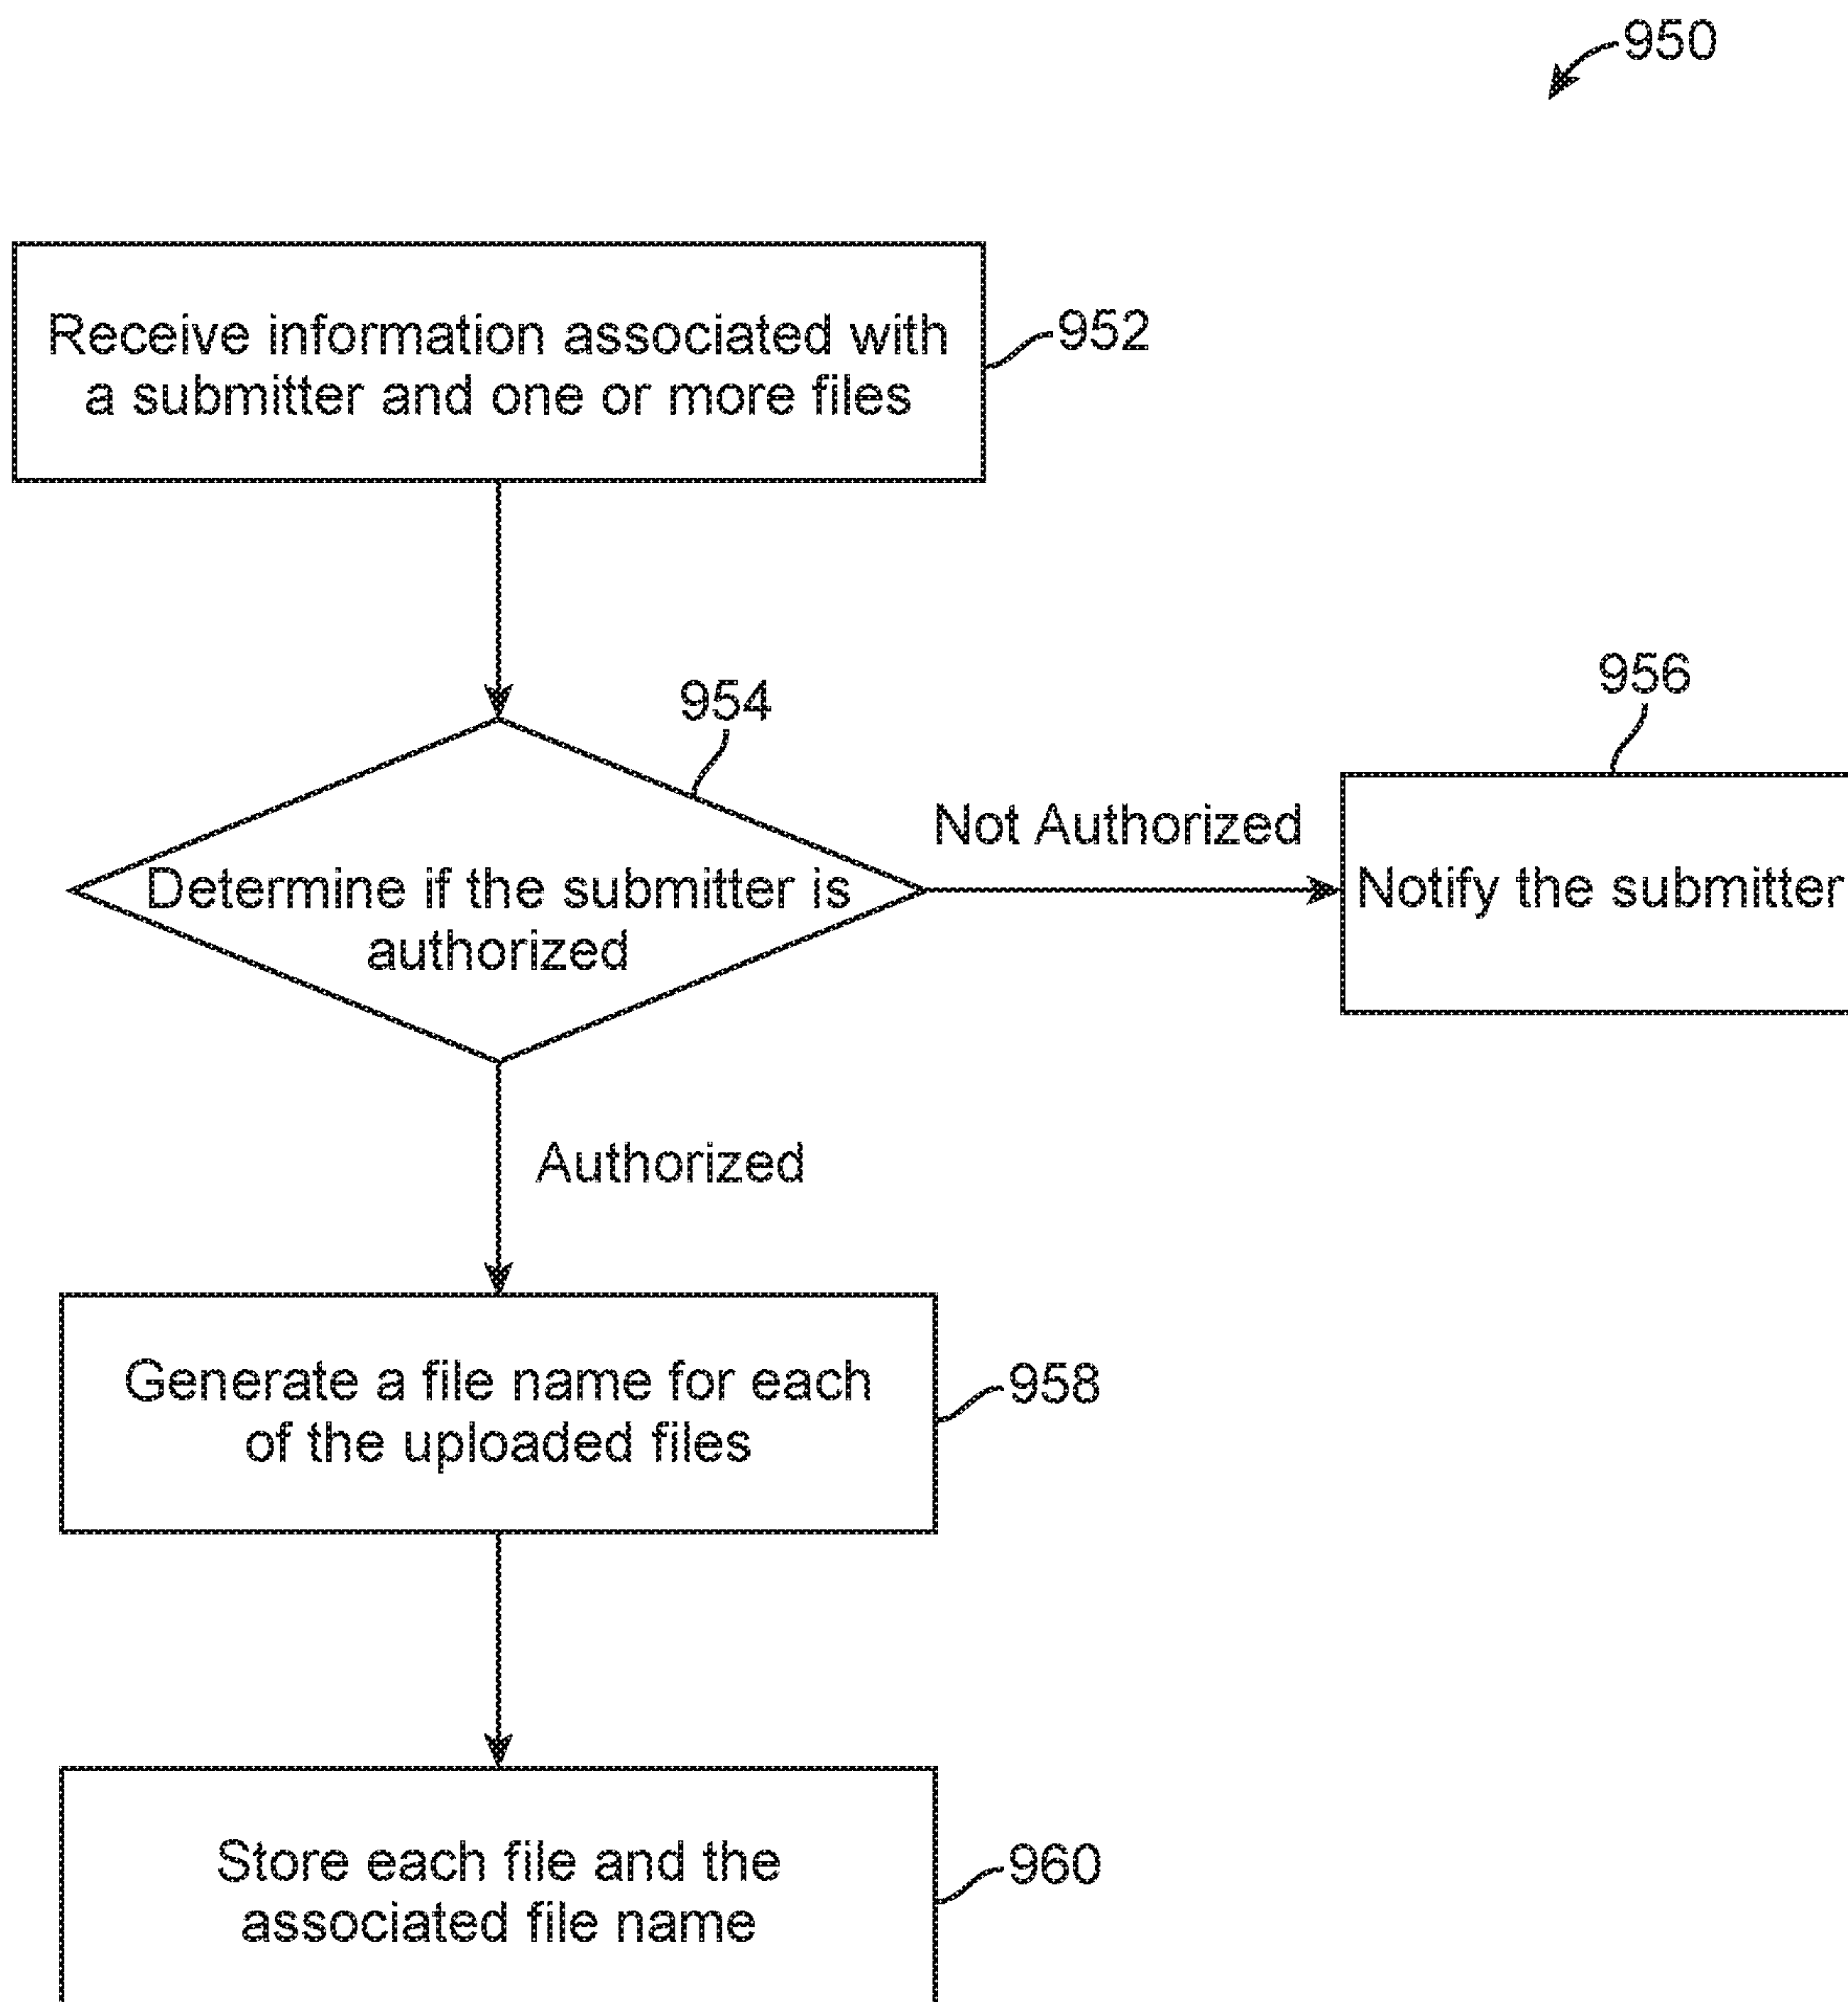 950
Receive information associated with
a submitter and one or more files
952
954
956
Determine if the submitter is
authorized
Not Authorized
Notify the submitter
Authorized
Generate a file name for each
of the uploaded files
958
Store each file and the
associated file name
960